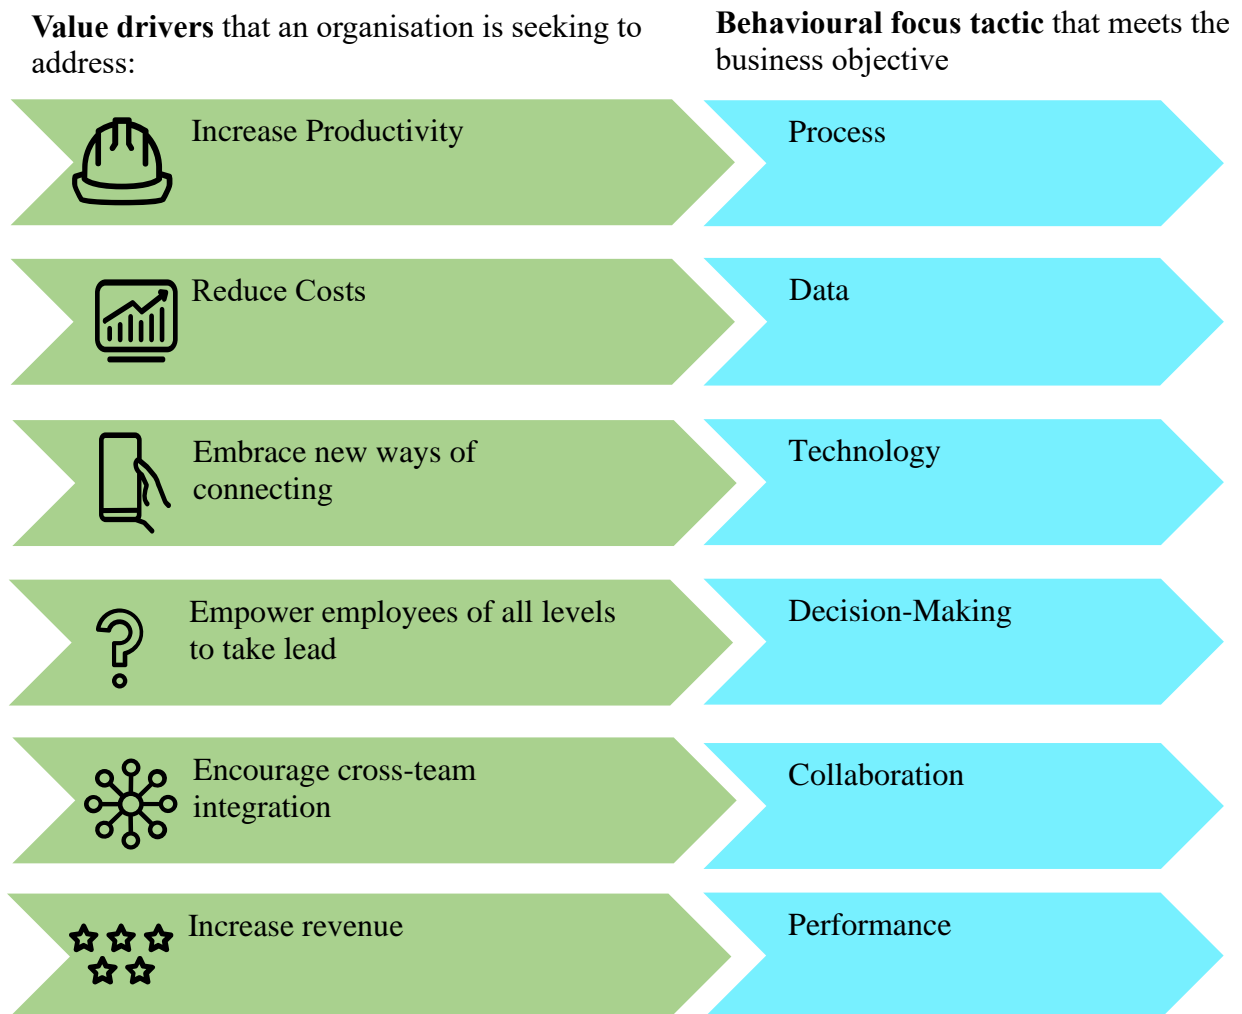 Value drivers that an organisation is seeking to
address:
Behavioural focus tactic that meets the
business objective
Increase Productivity
Process
Reduce Costs
Data
Embrace new ways of
connecting
Technology
Empower employees of all levels
to take lead
Decision-Making
Encourage cross-team
integration
Collaboration
Increase revenue
Performance